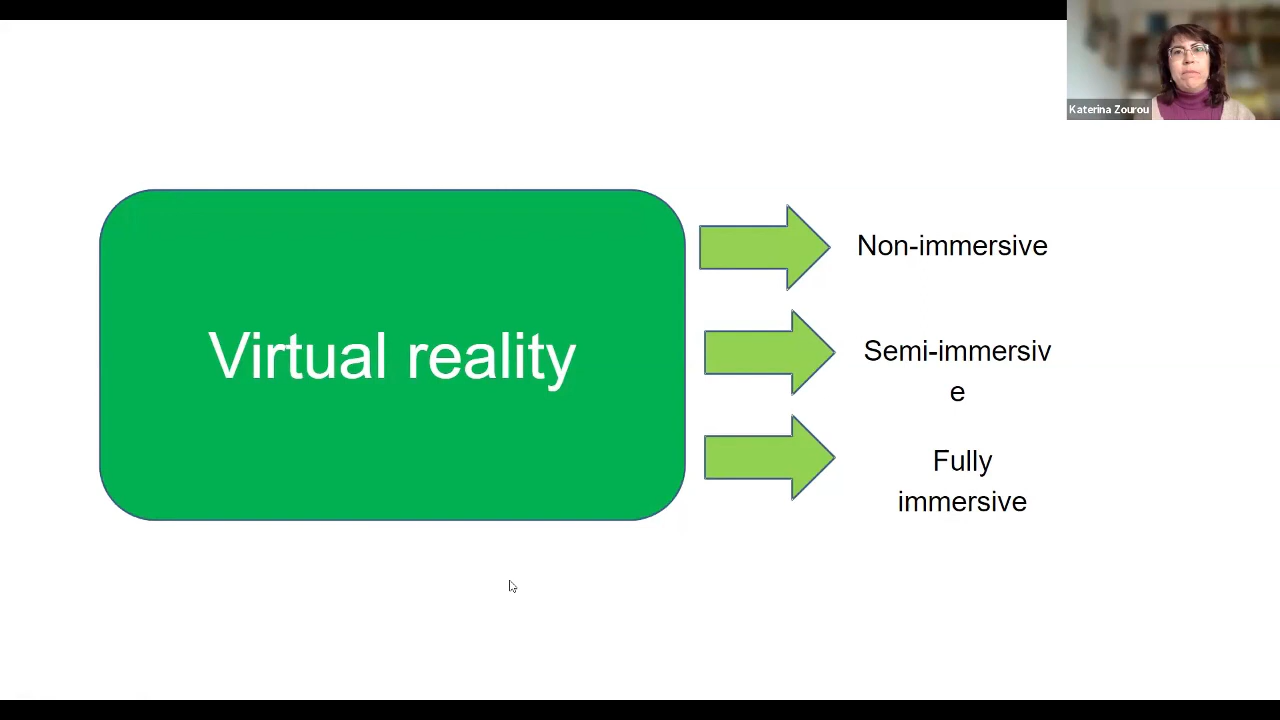 Katerina Zourou
Virtual reality
Non-immersive
Semi-immersiv
e
Fully
immersive